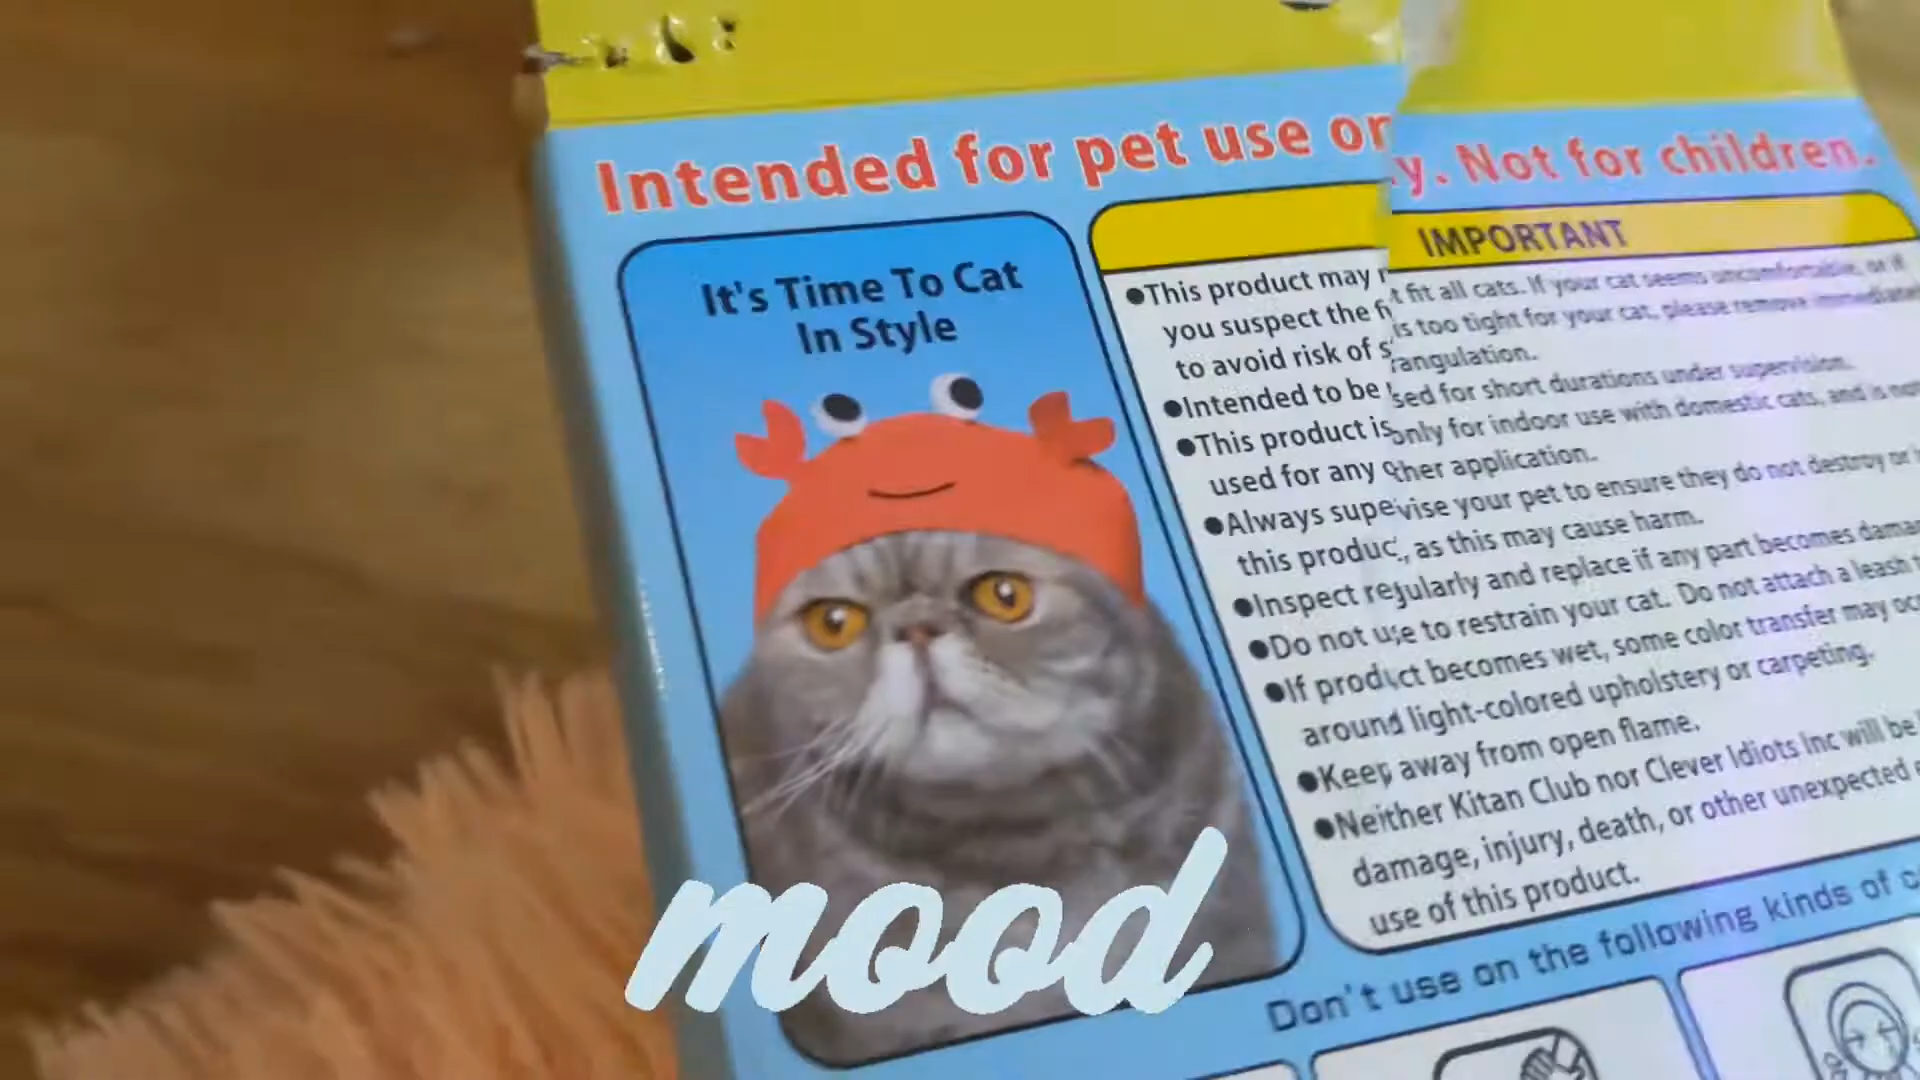 Intended for pet use only. Not for children.
It's Time To Cat
In Style
IMPORTANT
●This product may not fit all cats. If your cat seems uncomfortable, or if
you suspect the fit is too tight for your cat, please remove immediately
to avoid risk of strangulation.
●Intended to be used for short durations under supervision.
●This product is only for indoor use with domestic cats, and is not
used for any other application.
●Always supervise your pet to ensure they do not destroy or
this product, as this may cause harm.
●Inspect regularly and replace if any part becomes
●Do not use to restrain your cat. Do not attach a leash
●If product becomes wet, some color transfer may
around light-colored upholstery or carpeting.
●Keep away from open flame.
●Neither Kitan Club nor Clever Idiots Inc will be
damage, injury, death, or other unexpected
use of this product.
Don't use on the following kinds of
mood